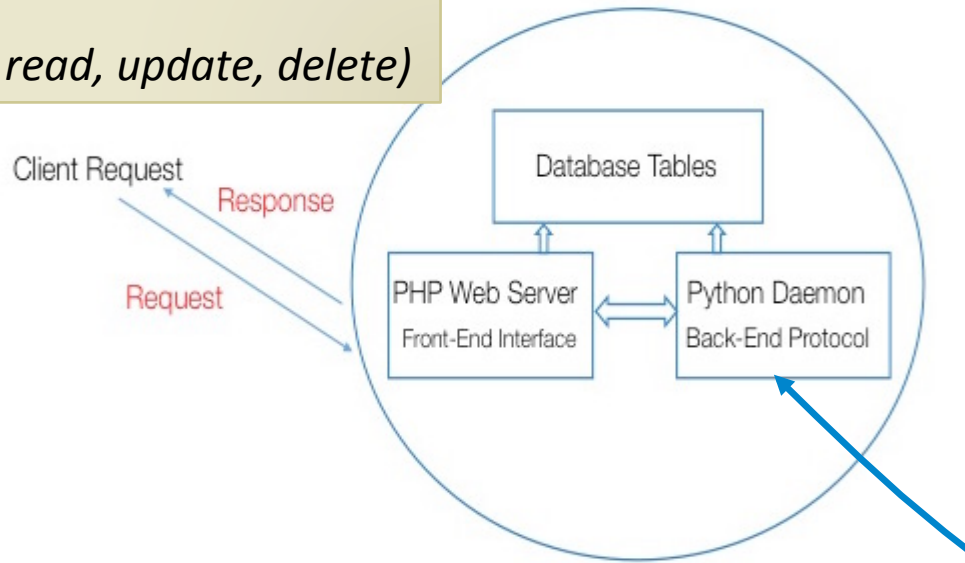 read, update, delete)
Client Request
Response
Request
Database Tables
PHP Web Server
Front-End Interface
Python Daemon
Back-End Protocol